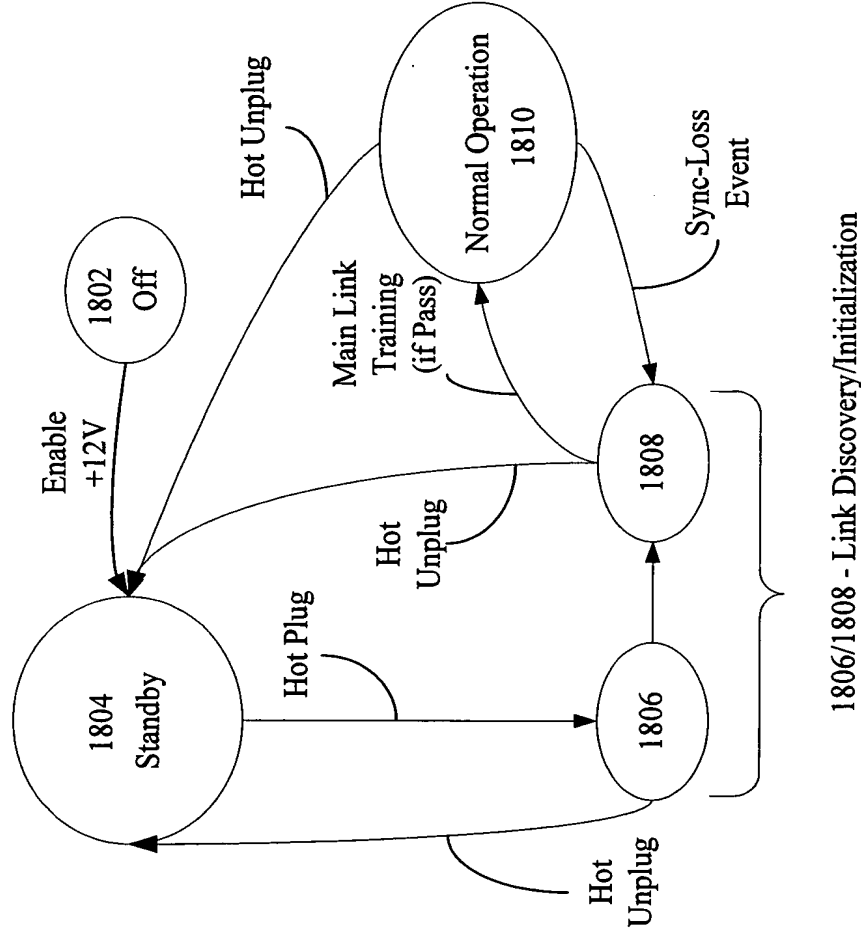 1802
Off
Enable
+12V
1804
Standby
Hot Unplug
Hot Plug
Hot
Unplug
Main Link
Training
(if Pass)
Normal Operation
1810
Hot
Unplug
1806
1808
Sync-Loss
Event
1806/1808 - Link Discovery/Initialization